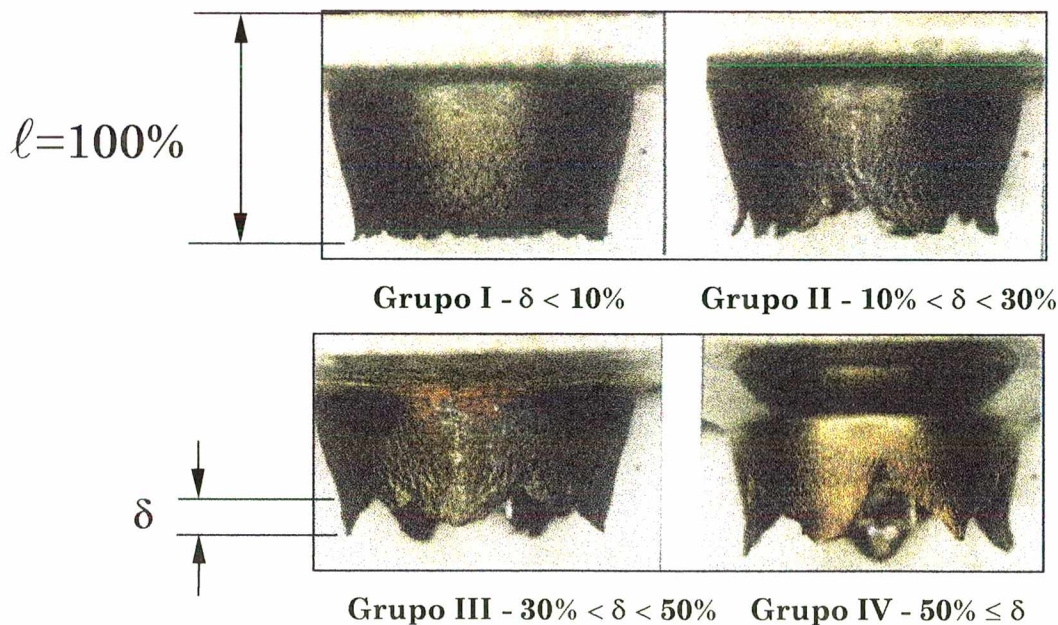 ℓ=100%
Grupo I - δ < 10%
Grupo II - 10% < δ < 30%
δ
Grupo III - 30% < δ < 50%
Grupo IV - 50% ≤ δ